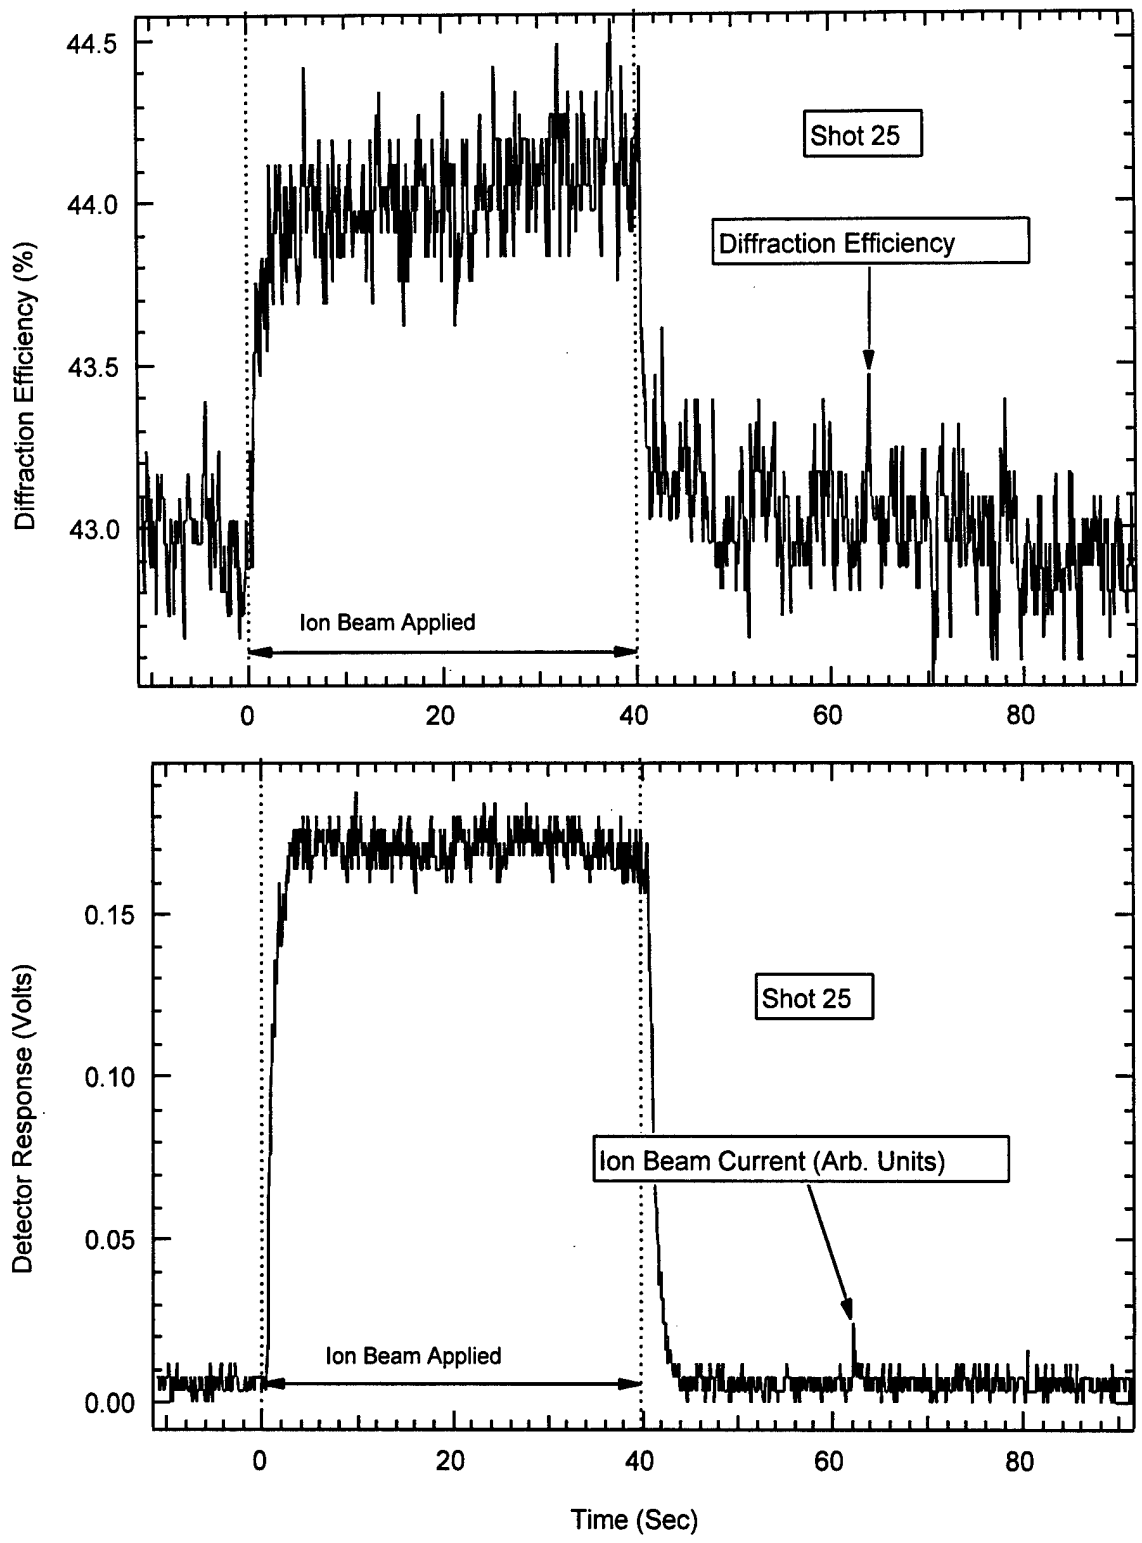 44.5
Shot 25
44.0
Diffraction Efficiency
Diffraction Efficiency (%)
43.5
43.0
Ion Beam Applied
0
20
40
60
80
0.15
Shot 25
0.10
Detector Response (Volts)
Ion Beam Current (Arb. Units)
0.05
Ion Beam Applied
0.00
0
20
40
60
80
Time (Sec)